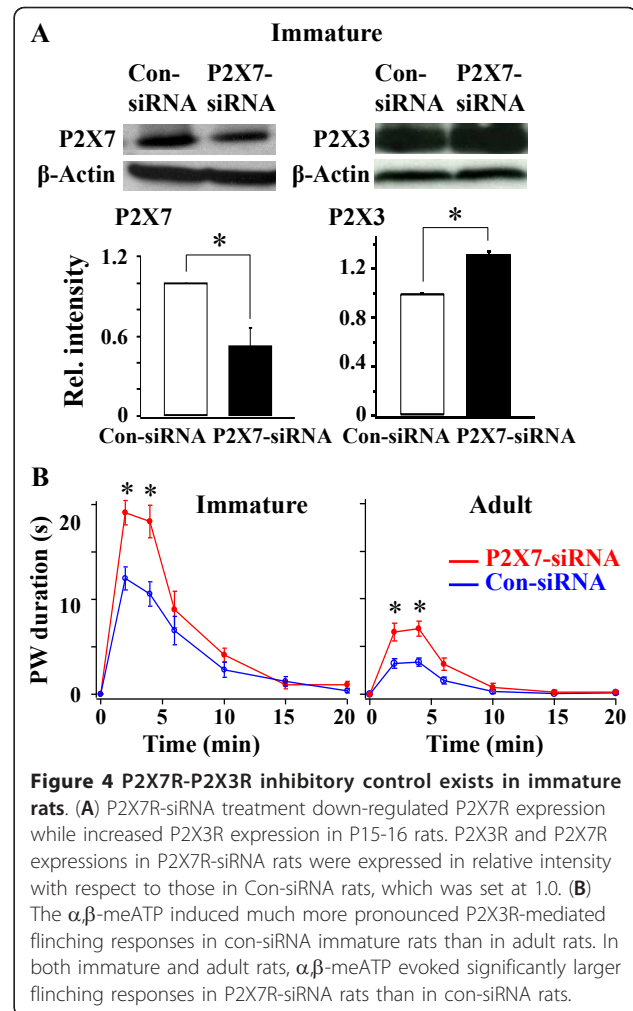 A
Immature
Con-siRNA P2X7-siRNA
Con-siRNA P2X7-siRNA
P2X7
P2X3
β-Actin
β-Actin
P2X7
P2X3
Rel. intensity
*
*
1.2
0.6
0
1.2
0.8
0.4
0
Con-siRNA P2X7-siRNA
Con-siRNA P2X7-siRNA
B
* *
Immature
Adult
P2X7-siRNA
Con-siRNA
* *
PW duration (s)
20
10
0
0 5 10 15 20
0 5 10 15 20
Time (min)
Time (min)
Figure 4 P2X7R-P2X3R inhibitory control exists in immature
rats. (A) P2X7R-siRNA treatment down-regulated P2X7R expression
while increased P2X3R expression in P15-16 rats. P2X3R and P2X7R
expressions in P2X7R-siRNA rats were expressed in relative intensity
with respect to those in Con-siRNA rats, which was set at 1.0. (B)
The α,β-meATP induced much more pronounced P2X3R-mediated
flinching responses in con-siRNA immature rats than in adult rats. In
both immature and adult rats, α,β-meATP evoked significantly larger
flinching responses in P2X7R-siRNA rats than in con-siRNA rats.